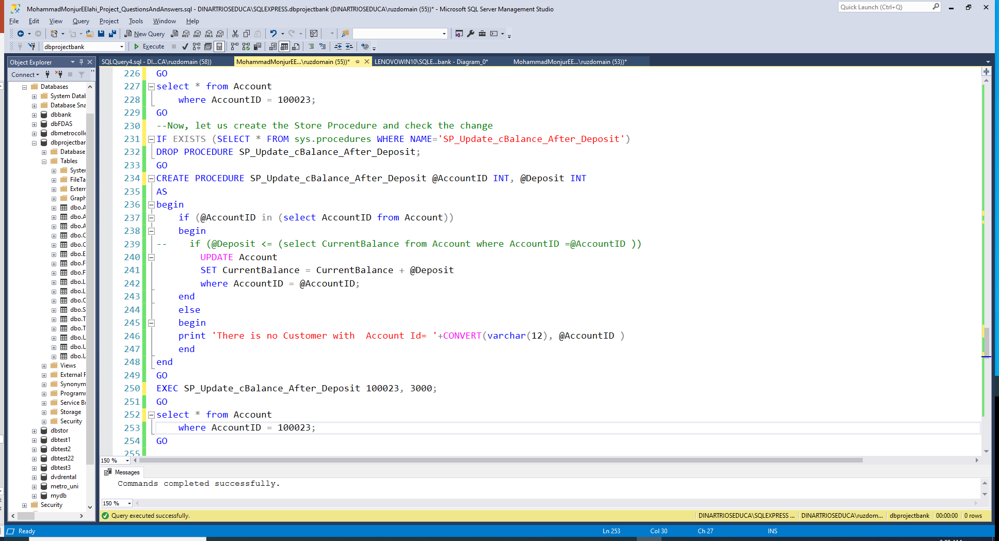 MohammadMonjurEElahi_Project_QuestionsAndAnswers.sql - DINARTRIOSEDUCA\SQLEXPRESS.dbprojectbank (DINARTRIOSEDUCA\ruzdomain (55))* - Microsoft SQL Server Management Studio
Quick Launch (Ctrl+Q)
File Edit View Query Project Tools Window Help
New Query MDX DMX XMLA DAX
dbprojectbank Execute
Object Explorer
SQLQuery4.sql - DI...CA\ruzdomain (58))
MohammadMonjurEE...\ruzdomain (55))*
LENOVOWIN10\SQLE...bank - Diagram_0*
MohammadMonjurEE...\ruzdomain (53))*
Connect
Databases
System Datab
Database Sna
dbbank
dbFDAS
dbmetrocolle
dbprojectban
Database
Tables
System
FileTa
Extern
Graph
dbo.A
dbo.A
dbo.A
dbo.C
dbo.C
dbo.E
dbo.F
dbo.F
dbo.L
dbo.L
dbo.C
dbo.S
dbo.T
dbo.T
dbo.U
dbo.U
dbo.U
Views
External F
Synonym
Programm
Service Br
Storage
Security
dbstor
dbtest1
dbtest2
dbtest22
dbtest3
dvdrental
metro_uni
mydb
Security
226 GO
227 select * from Account
228 where AccountID = 100023;
229 GO
230 --Now, let us create the Store Procedure and check the change
231 IF EXISTS (SELECT * FROM sys.procedures WHERE NAME='SP_Update_cBalance_After_Deposit')
232 DROP PROCEDURE SP_Update_cBalance_After_Deposit;
233 GO
234 CREATE PROCEDURE SP_Update_cBalance_After_Deposit @AccountID INT, @Deposit INT
235 AS
236 begin
237 if (@AccountID in (select AccountID from Account))
238 begin
239 -- if (@Deposit <= (select CurrentBalance from Account where AccountID =@AccountID ))
240 UPDATE Account
241 SET CurrentBalance = CurrentBalance + @Deposit
242 where AccountID = @AccountID;
243 end
244 else
245 begin
246 print 'There is no Customer with  Account Id= '+CONVERT(varchar(12), @AccountID )
247 end
248 end
249 GO
250 EXEC SP_Update_cBalance_After_Deposit 100023, 3000;
251 GO
252 select * from Account
253 where AccountID = 100023;
254 GO
255
150 %
Messages
Commands completed successfully.
150 %
Query executed successfully.
DINARTRIOSEDUCA\SQLEXPRESS ... DINARTRIOSEDUCA\ruzdom... dbprojectbank 00:00:00 0 rows
Ready Ln 253 Col 30 Ch 27 INS